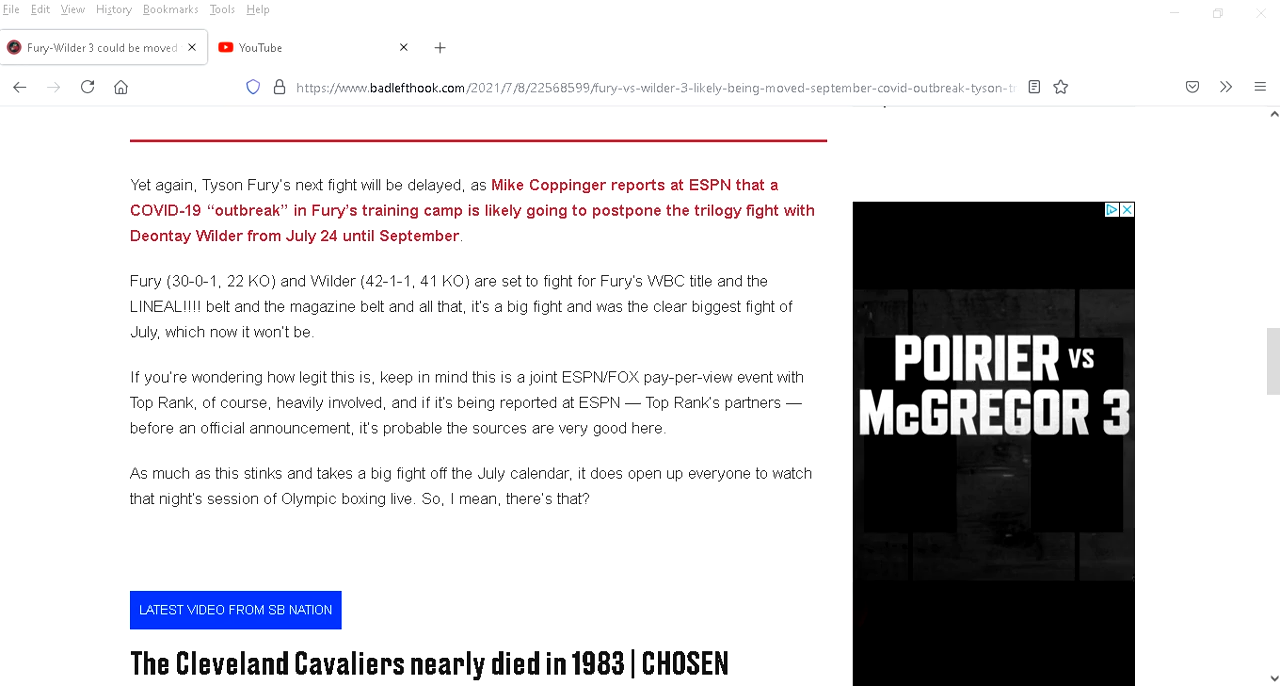 File Edit View History Bookmarks Tools Help
Fury-Wilder 3 could be moved
YouTube
https://www.badlefthook.com/2021/7/8/22568599/fury-vs-wilder-3-likely-being-moved-september-covid-outbreak-tyson-tr
Yet again, Tyson Fury's next fight will be delayed, as Mike Coppinger reports at ESPN that a
COVID-19 “outbreak” in Fury's training camp is likely going to postpone the trilogy fight with
Deontay Wilder from July 24 until September.
Fury (30-0-1, 22 KO) and Wilder (42-1-1, 41 KO) are set to fight for Fury's WBC title and the
LINEAL!!!! belt and the magazine belt and all that, it's a big fight and was the clear biggest fight of
July, which now it won't be.
If you're wondering how legit this is, keep in mind this is a joint ESPN/FOX pay-per-view event with
Top Rank, of course, heavily involved, and if it's being reported at ESPN — Top Rank's partners —
before an official announcement, it's probable the sources are very good here.
As much as this stinks and takes a big fight off the July calendar, it does open up everyone to watch
that night's session of Olympic boxing live. So, I mean, there's that?
LATEST VIDEO FROM SB NATION
The Cleveland Cavaliers nearly died in 1983 | CHOSEN
POIRIER VS
McGREGOR 3